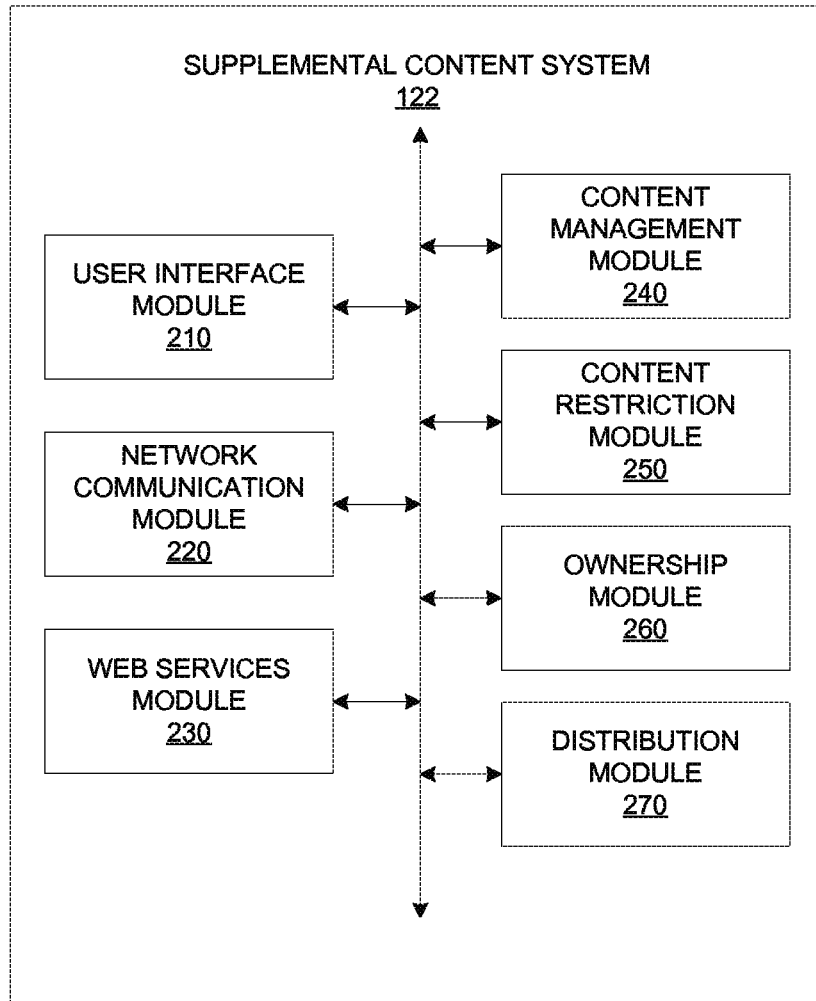 SUPPLEMENTAL CONTENT SYSTEM
122
USER INTERFACE
MODULE
210
NETWORK
COMMUNICATION
MODULE
220
WEB SERVICES
MODULE
230
CONTENT
MANAGEMENT
MODULE
240
CONTENT
RESTRICTION
MODULE
250
OWNERSHIP
MODULE
260
DISTRIBUTION
MODULE
270